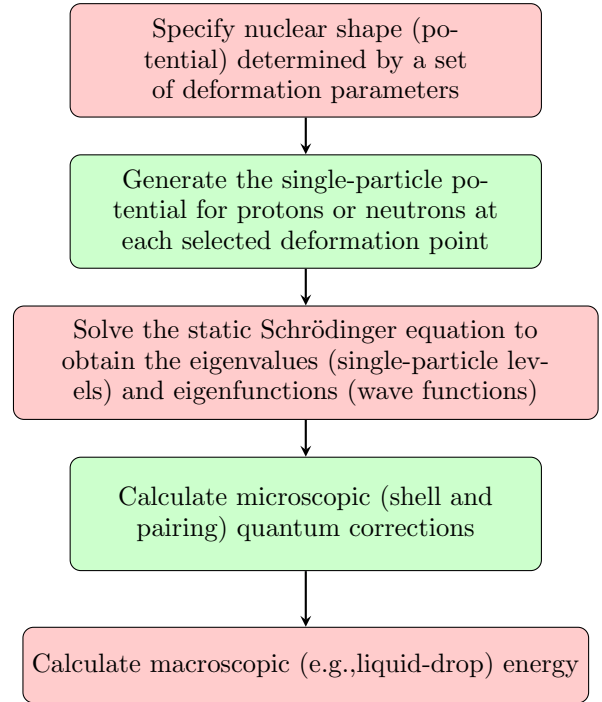 Specify nuclear shape (po-
tential) determined by a set
of deformation parameters
Generate the single-particle po-
tential for protons or neutrons at
each selected deformation point
Solve the static Schrödinger equation to
obtain the eigenvalues (single-particle lev-
els) and eigenfunctions (wave functions)
Calculate microscopic (shell and
pairing) quantum corrections
Calculate macroscopic (e.g.,liquid-drop) energy